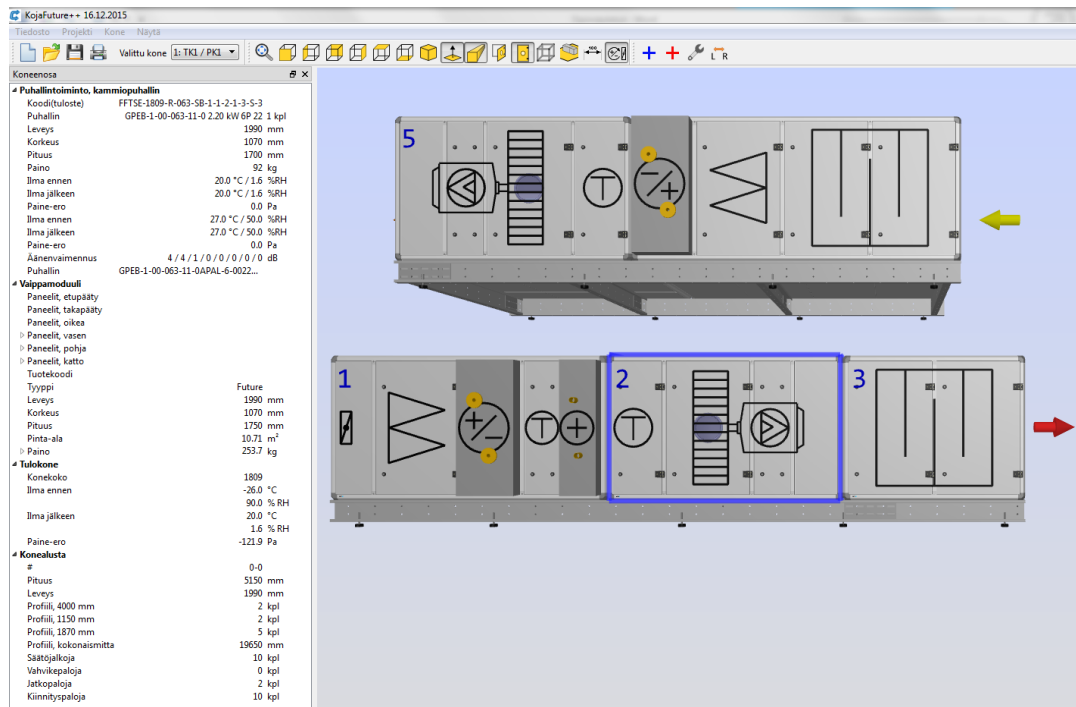 KojaFuture++ 16.12.2015
Tiedosto Projekti Kone Näytä
Valittu kone 1: TK1 / PK1
100
L R
Koneenosa
Puhallintoiminto, kammiopuhallin
Koodi(tuloste) FFTSE-1809-R-063-SB-1-1-2-1-3-S-3
Puhallin GPEB-1-00-063-11-0 2.20 kW 6P 22 1 kpl
Leveys 1990 mm
Korkeus 1070 mm
Pituus 1700 mm
Paino 92 kg
Ilma ennen 20.0 °C / 1.6 %RH
Ilma jälkeen 20.0 °C / 1.6 %RH
Paine-ero 0.0 Pa
Ilma ennen 27.0 °C / 50.0 %RH
Ilma jälkeen 27.0 °C / 50.0 %RH
Paine-ero 0.0 Pa
Äänenvaimennus 4 / 4 / 1 / 0 / 0 / 0 / 0 / 0 dB
Puhallin GPEB-1-00-063-11-0APAL-6-0022...
Vaippamoduuli
Paneelit, etupääty
Paneelit, takapääty
Paneelit, oikea
Paneelit, vasen
Paneelit, pohja
Paneelit, katto
Tuotekoodi
Tyyppi Future
Leveys 1990 mm
Korkeus 1070 mm
Pituus 1750 mm
Pinta-ala 10.71 m²
Paino 253.7 kg
Tulokone
Konekoko 1809
Ilma ennen -26.0 °C
90.0 % RH
Ilma jälkeen 20.0 °C
1.6 % RH
Paine-ero -121.9 Pa
Konealusta
# 0-0
Pituus 5150 mm
Leveys 1990 mm
Profiili, 4000 mm 2 kpl
Profiili, 1150 mm 2 kpl
Profiili, 1870 mm 5 kpl
Profiili, kokonaismitta 19650 mm
Säätöjalkoja 10 kpl
Vahvikepaloja 0 kpl
Jatkopaloja 2 kpl
Kiinnityspaloja 10 kpl
5
T
1
T
2
T
3